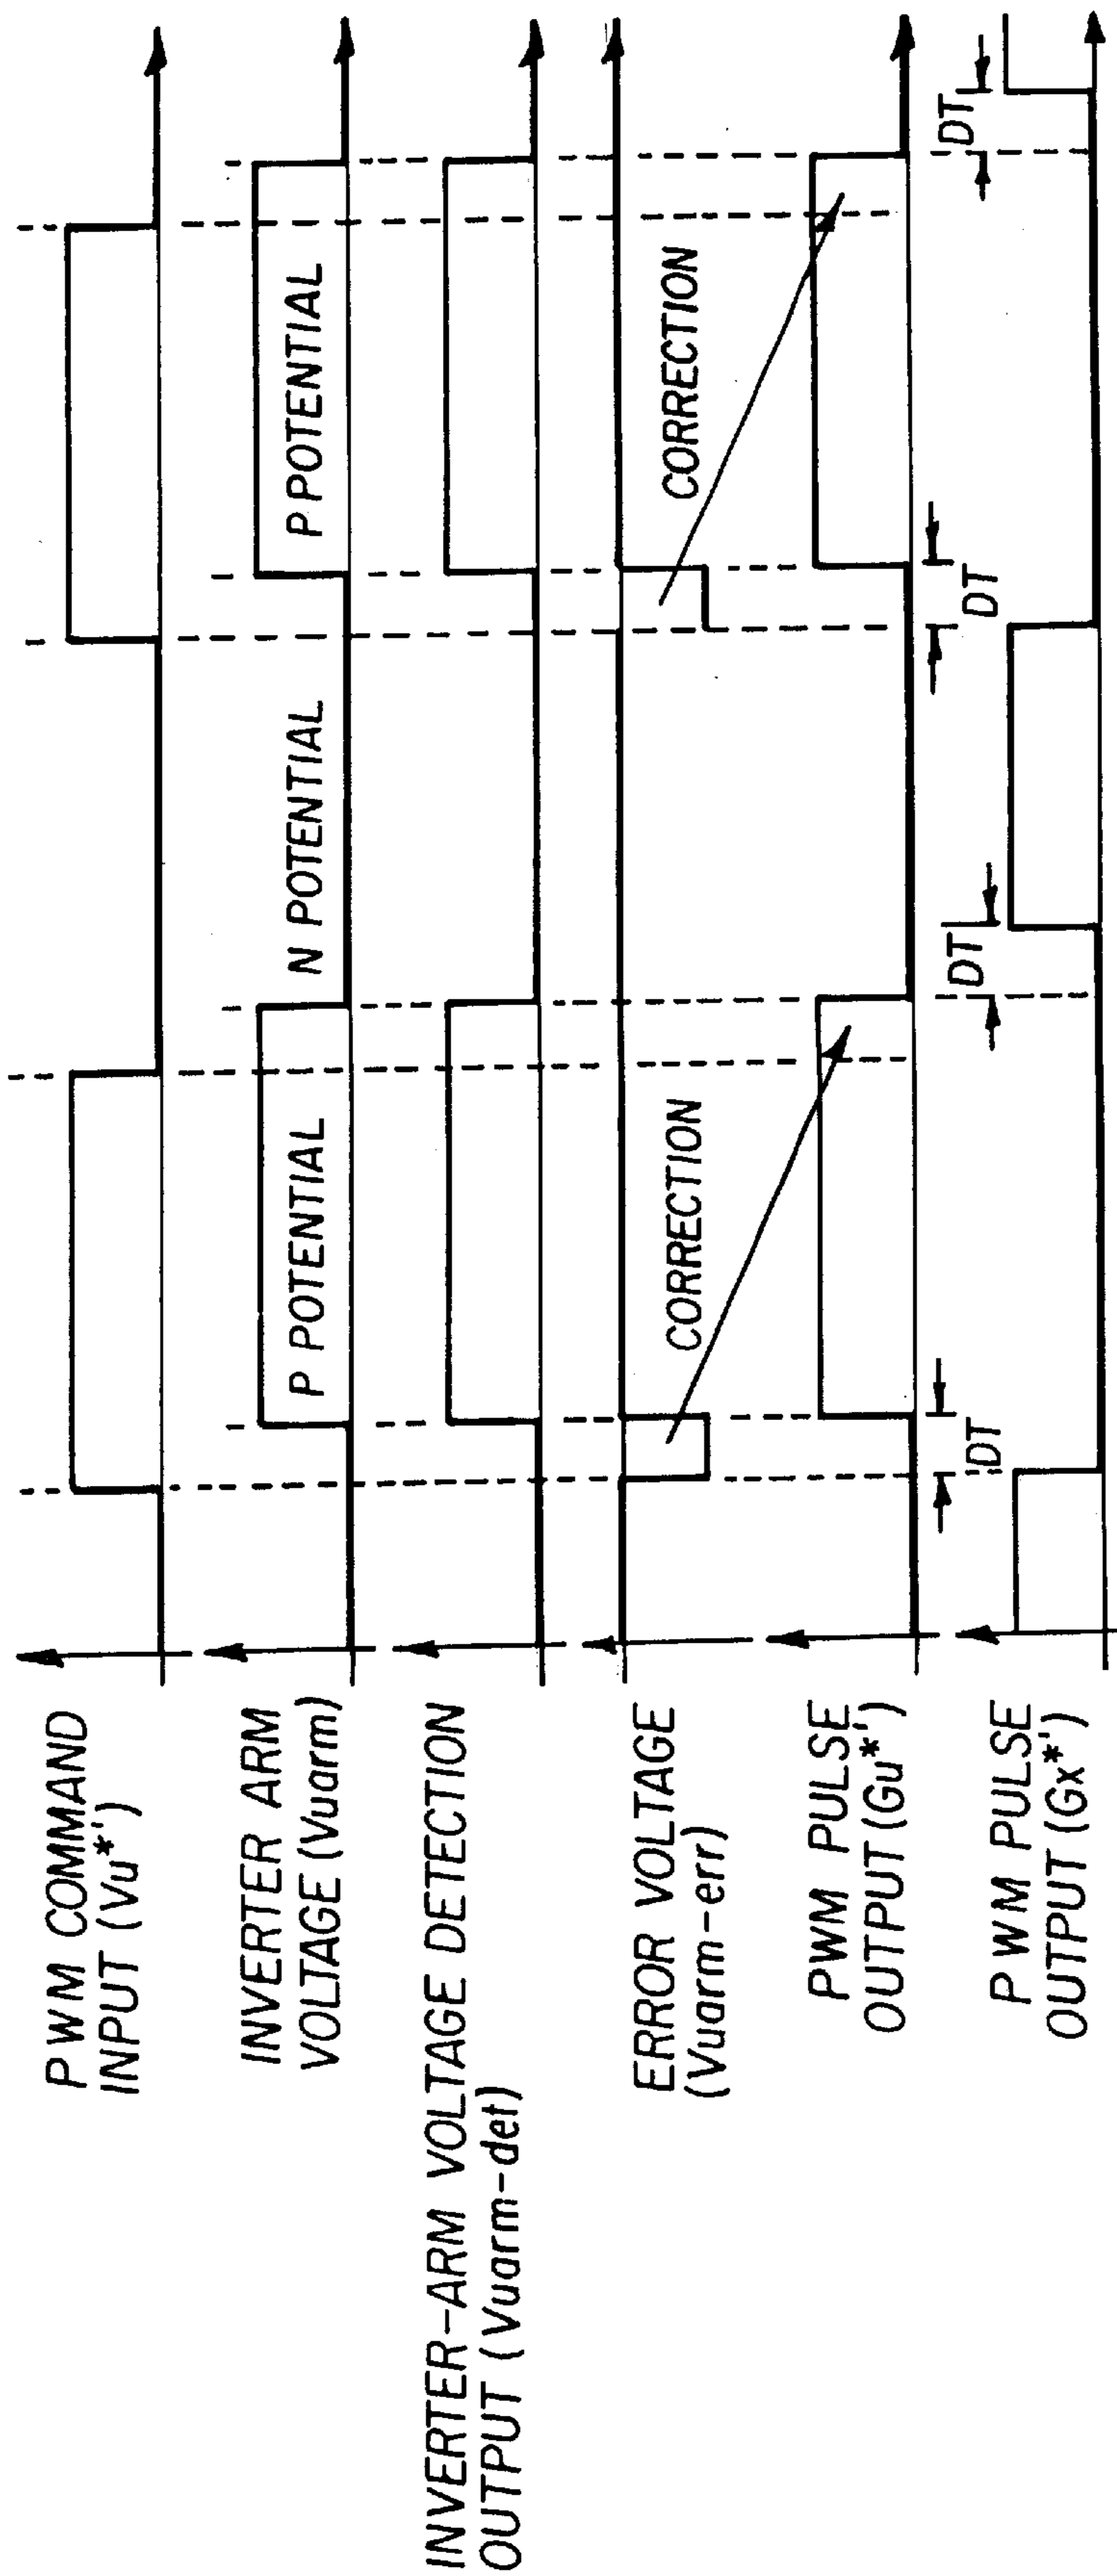 PWM COMMAND
INPUT (Vu*')
INVERTER ARM
VOLTAGE (Vuarm)
P POTENTIAL
N POTENTIAL
P POTENTIAL
INVERTER-ARM VOLTAGE DETECTION
OUTPUT (Vuarm-det)
ERROR VOLTAGE
(Vuarm-err)
CORRECTION
CORRECTION
PWM PULSE
OUTPUT (Gu*')
DT
DT
DT
DT
PWM PULSE
OUTPUT (Gx*')